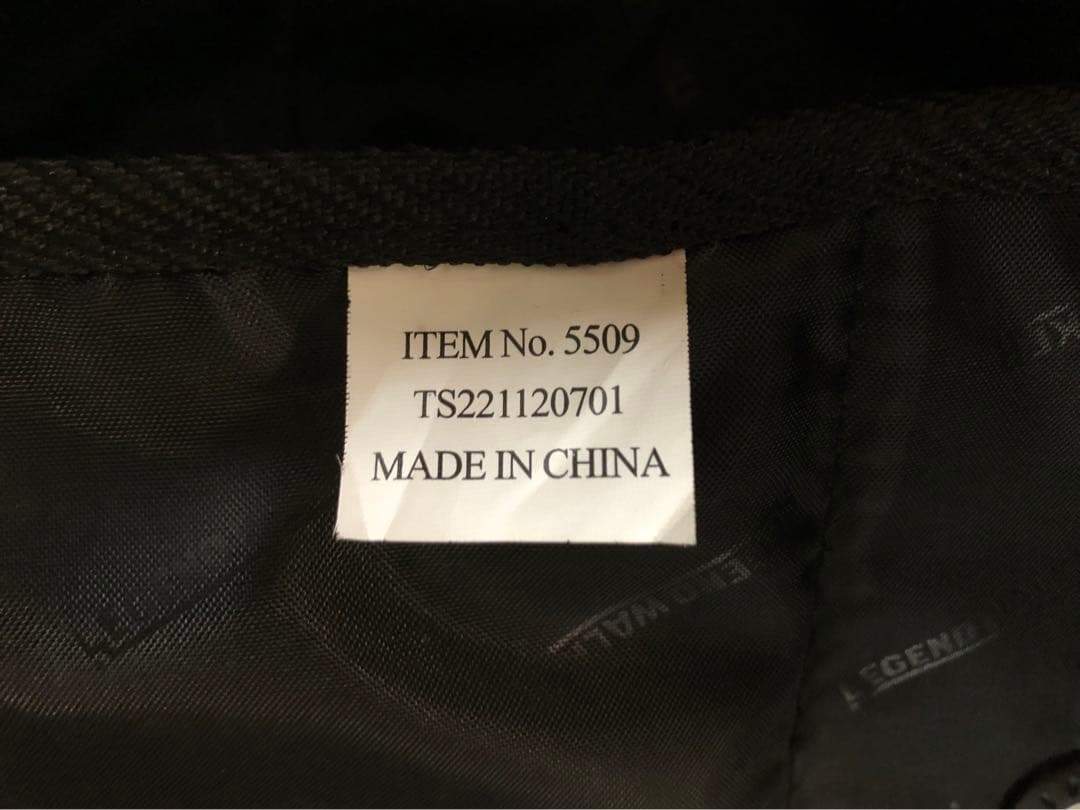 ITEM No. 5509
TS221120701
MADE IN CHINA
LEGEND